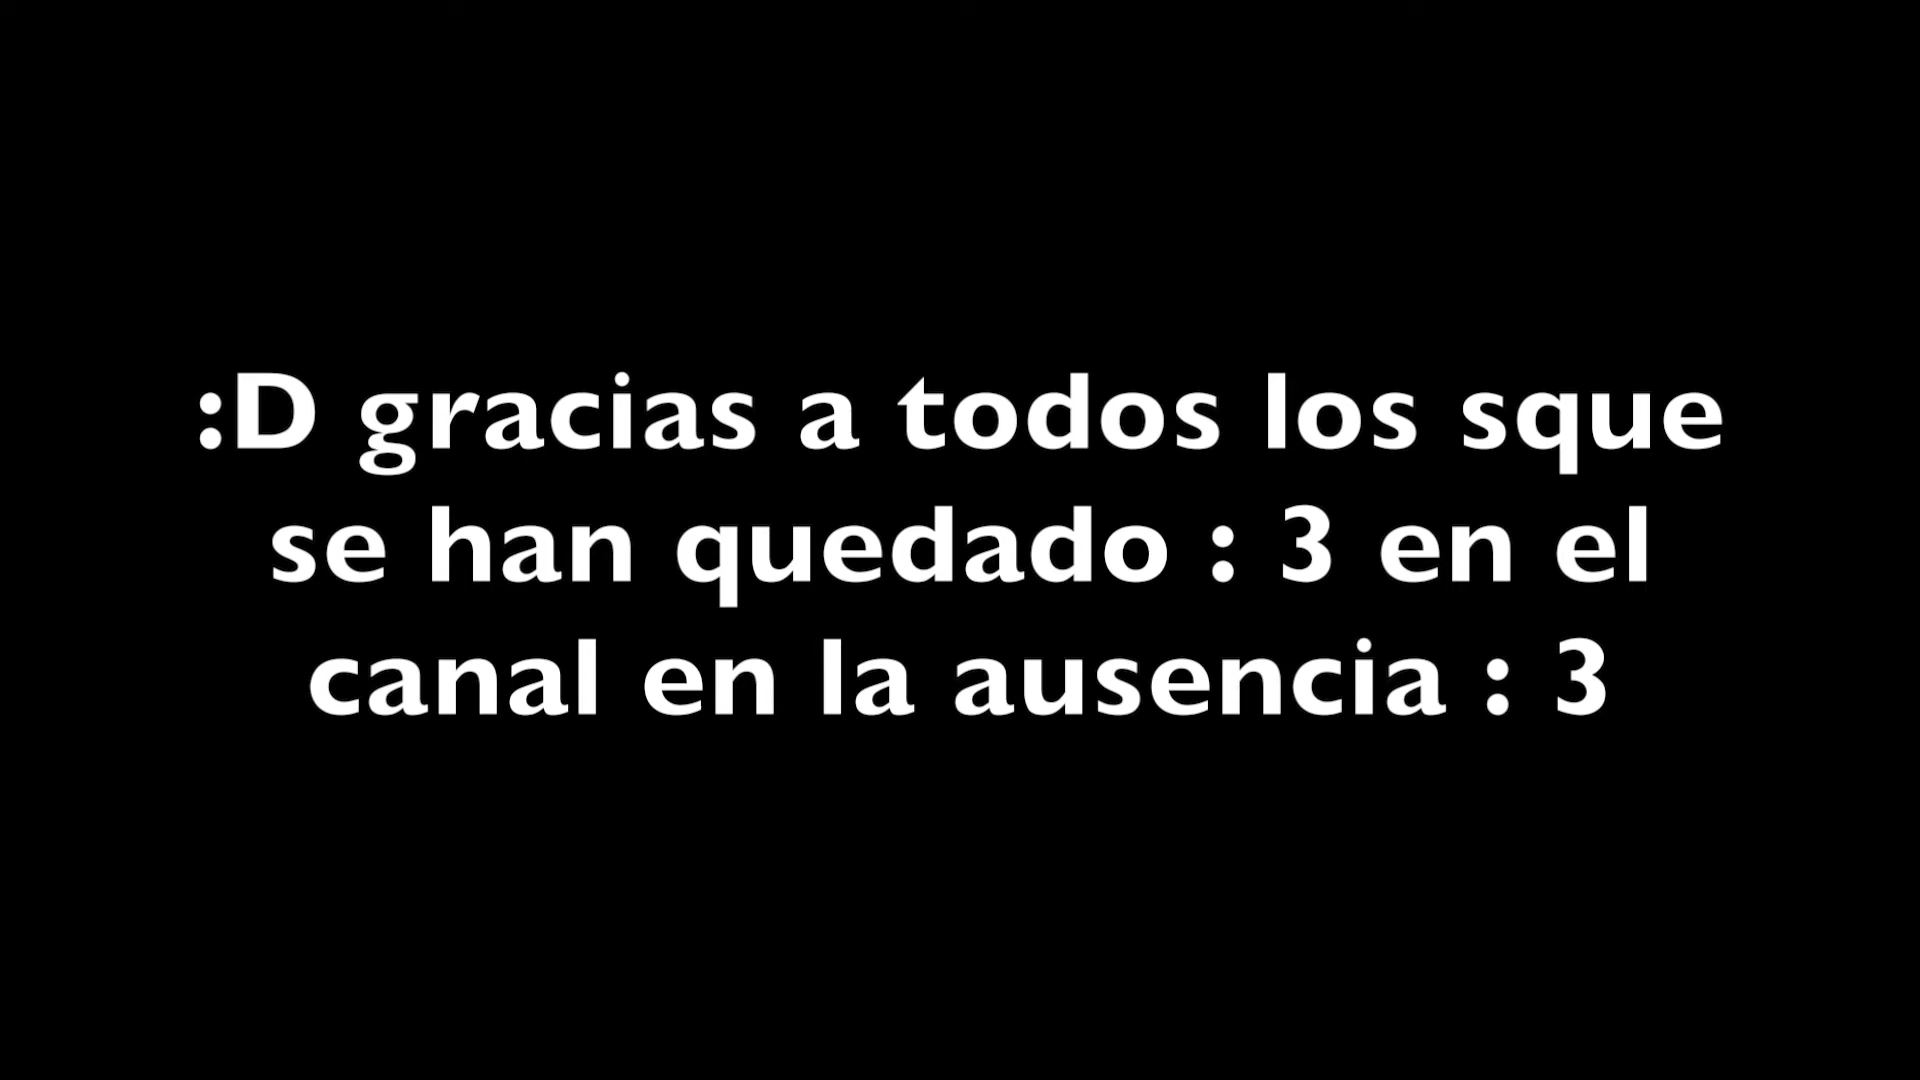 :D gracias a todos los sque
se han quedado : 3 en el
canal en la ausencia : 3